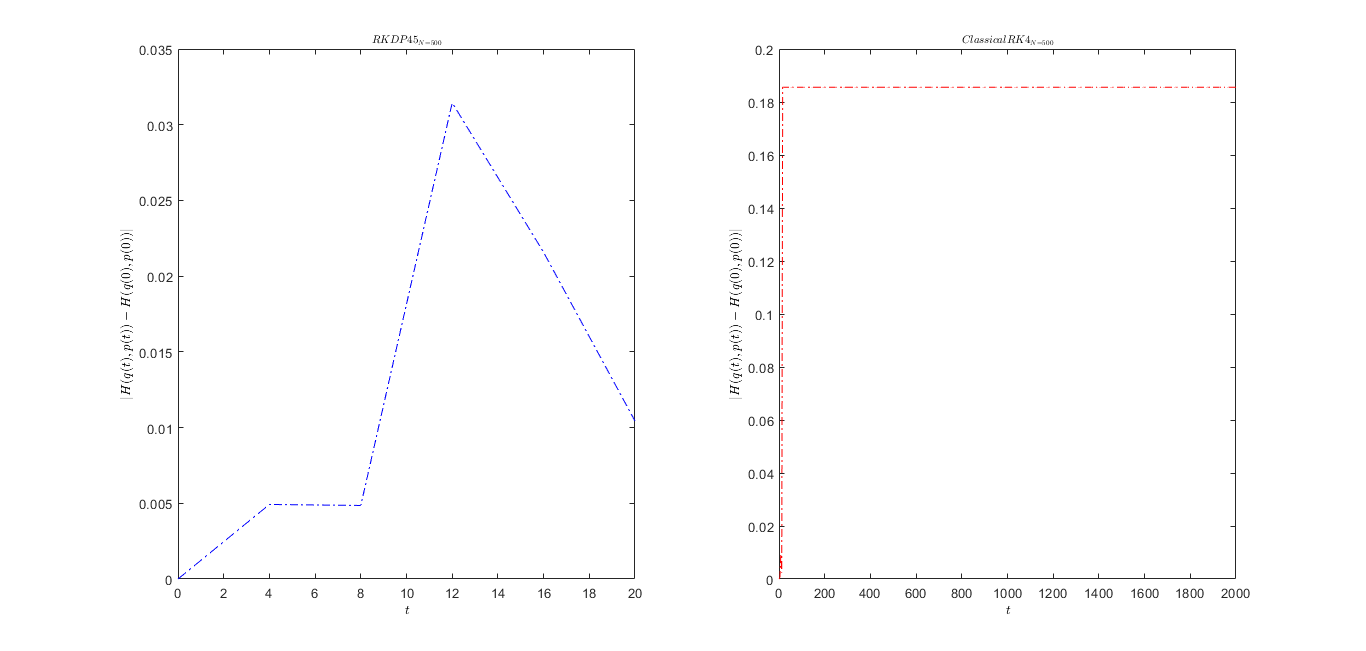 RKDP45_{N=500}
0.035
0.03
0.025
0.02
0.015
0.01
0.005
0
0 2 4 6 8 10 12 14 16 18 20
t
|H(q(t), p(t)) − H(q(0), p(0))|
ClassicalRK4_{N=500}
0.2
0.18
0.16
0.14
0.12
0.1
0.08
0.06
0.04
0.02
0
0 200 400 600 800 1000 1200 1400 1600 1800 2000
t
|H(q(t), p(t)) − H(q(0), p(0))|